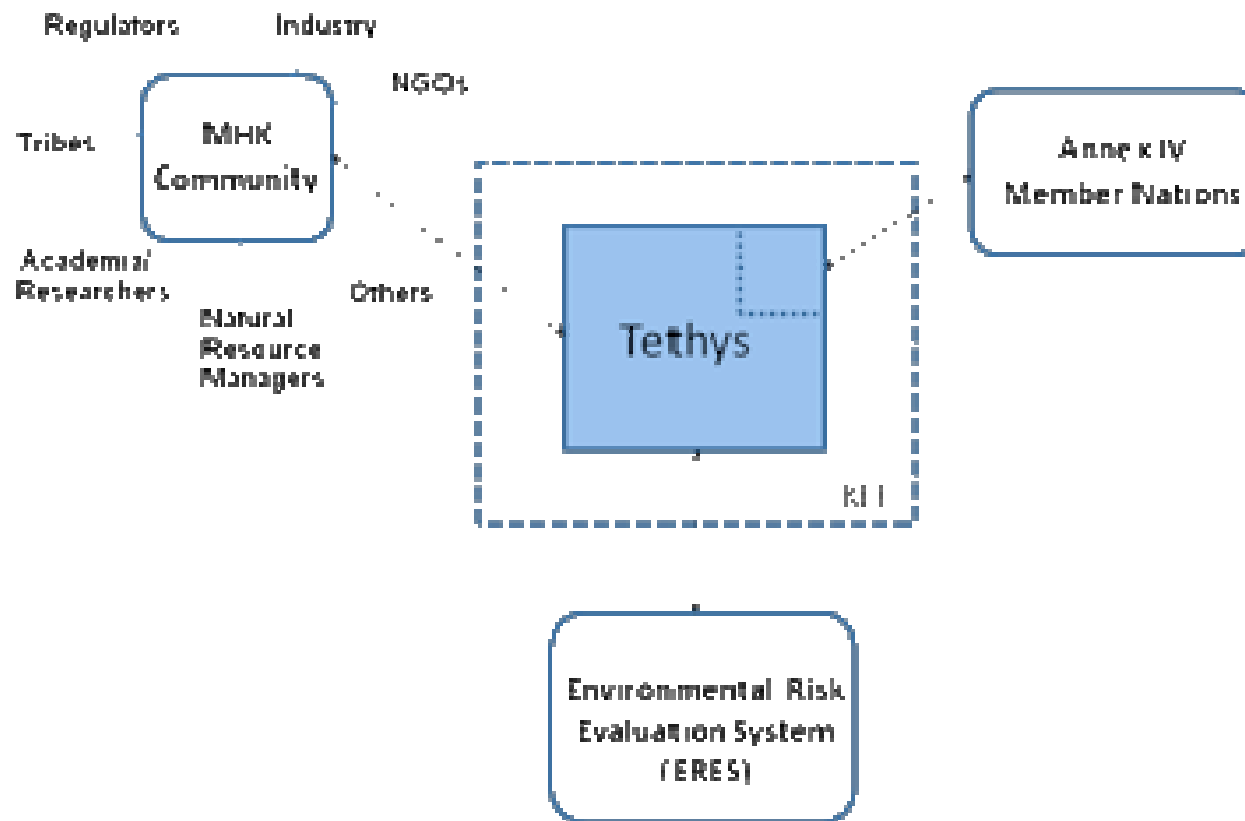 Regulators
Industry
NGOs
Tribes
MHK
Community
Academia/
Researchers
Others
Natural
Resource
Managers
Annex IV
Member Nations
Tethys
Environmental Risk
Evaluation System
(ERES)